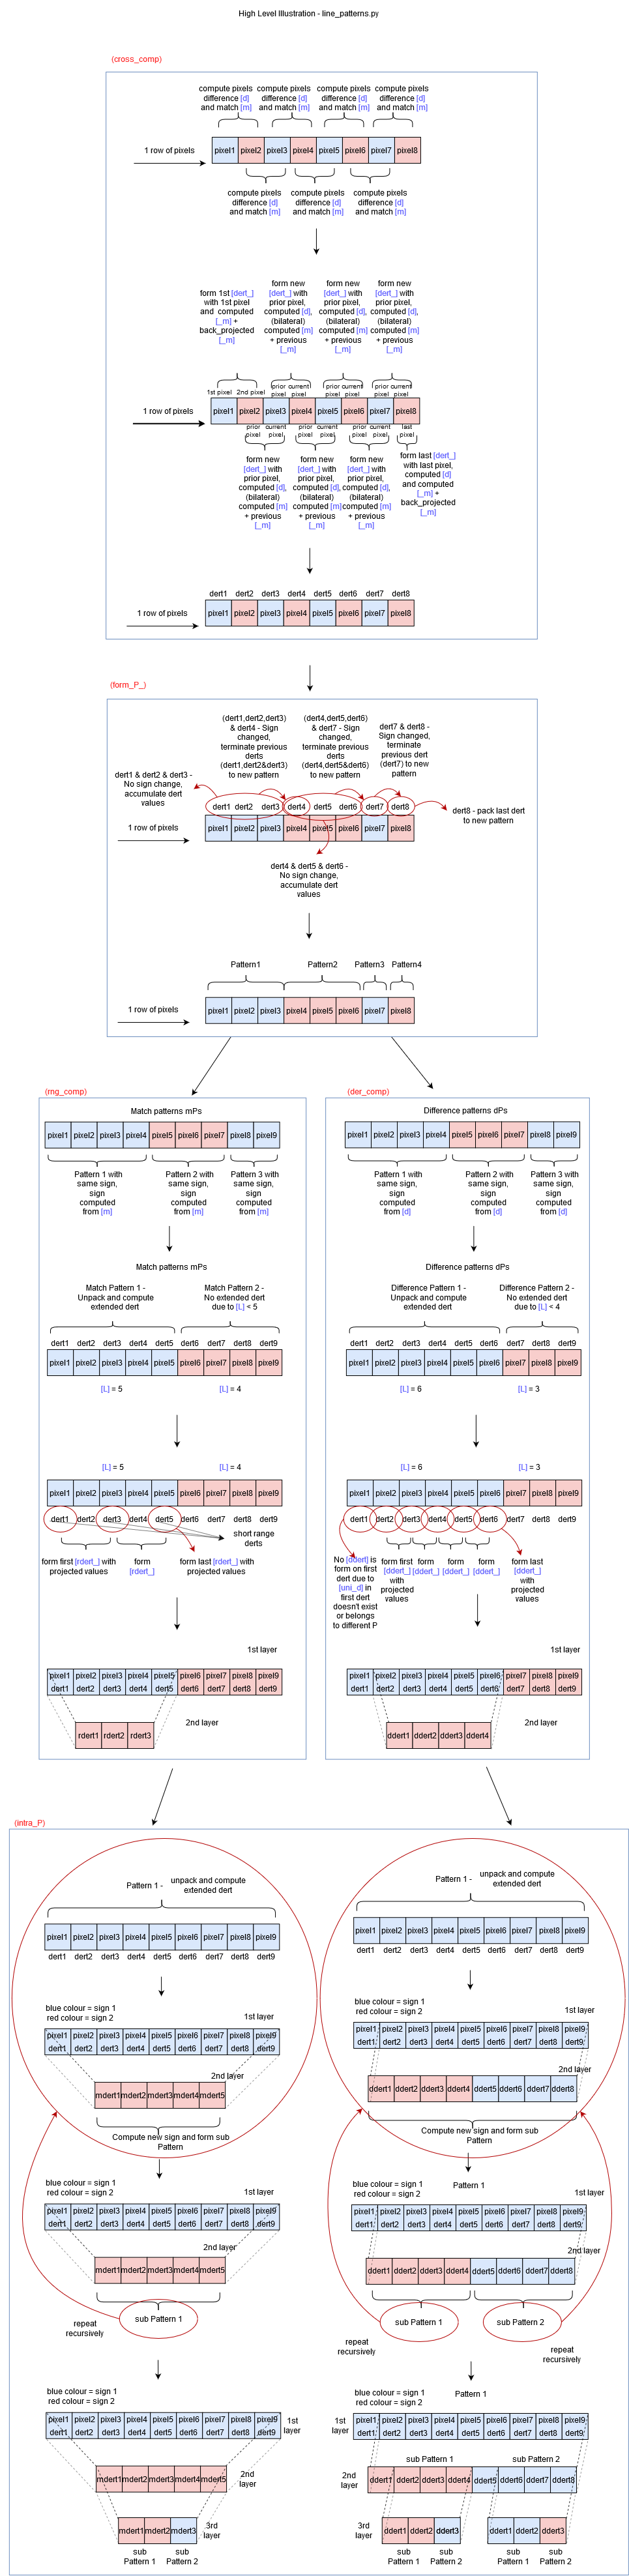 High Level Illustration - line_patterns.py
(cross_comp)
compute pixels compute pixels compute pixels compute pixels
difference [d] difference [d] difference [d] difference [d]
and match [m] and match [m] and match [m] and match [m]
1 row of pixels
pixel1 pixel2 pixel3 pixel4 pixel5 pixel6 pixel7 pixel8
compute pixels compute pixels compute pixels
difference [d] difference [d] difference [d]
and match [m] and match [m] and match [m]
form 1st [dert_]
with 1st pixel
and computed
[_m] +
back_projected
[_m]
form new
[dert_] with
prior pixel,
computed [d],
(bilateral)
computed [m]
+ previous
[_m]
form new
[dert_] with
prior pixel,
computed [d],
(bilateral)
computed [m]
+ previous
[_m]
form new
[dert_] with
prior pixel,
computed [d],
(bilateral)
computed [m]
+ previous
[_m]
1st pixel 2nd pixel
prior pixel current pixel
prior pixel current pixel
prior pixel current pixel
1 row of pixels
pixel1 pixel2 pixel3 pixel4 pixel5 pixel6 pixel7 pixel8
prior pixel current pixel
prior pixel current pixel
prior pixel current pixel
last pixel
form new
[dert_] with
prior pixel,
computed [d],
(bilateral)
computed [m]
+ previous
[_m]
form new
[dert_] with
prior pixel,
computed [d],
(bilateral)
computed [m]
+ previous
[_m]
form new
[dert_] with
prior pixel,
computed [d],
(bilateral)
computed [m]
+ previous
[_m]
form last [dert_]
with last pixel,
computed [d]
and computed
[_m] +
back_projected
[_m]
dert1 dert2 dert3 dert4 dert5 dert6 dert7 dert8
1 row of pixels
pixel1 pixel2 pixel3 pixel4 pixel5 pixel6 pixel7 pixel8
(form_P_)
(dert1,dert2,dert3)
& dert4 - Sign
changed,
terminate previous
derts
(dert1,dert2&dert3)
to new pattern
(dert4,dert5,dert6)
& dert7 - Sign
changed,
terminate previous
derts
(dert4,dert5&dert6)
to new pattern
dert7 & dert8 -
Sign changed,
terminate
previous dert
(dert7) to new
pattern
dert1 & dert2 & dert3 -
No sign change,
accumulate dert
values
dert1 dert2 dert3 dert4 dert5 dert6 dert7 dert8
dert8 - pack last dert
to new pattern
1 row of pixels
pixel1 pixel2 pixel3 pixel4 pixel5 pixel6 pixel7 pixel8
dert4 & dert5 & dert6 -
No sign change,
accumulate dert
values
Pattern1 Pattern2 Pattern3 Pattern4
1 row of pixels
pixel1 pixel2 pixel3 pixel4 pixel5 pixel6 pixel7 pixel8
(rng_comp)
Match patterns mPs
pixel1 pixel2 pixel3 pixel4 pixel5 pixel6 pixel7 pixel8 pixel9
Pattern 1 with
same sign,
sign
computed
from [m]
Pattern 2 with
same sign,
sign
computed
from [m]
Pattern 3 with
same sign,
sign
computed
from [m]
Match patterns mPs
Match Pattern 1 -
Unpack and compute
extended dert
Match Pattern 2 -
No extended dert
due to [L] < 5
dert1 dert2 dert3 dert4 dert5 dert6 dert7 dert8 dert9
pixel1 pixel2 pixel3 pixel4 pixel5 pixel6 pixel7 pixel8 pixel9
[L] = 5 [L] = 4
[L] = 5 [L] = 4
pixel1 pixel2 pixel3 pixel4 pixel5 pixel6 pixel7 pixel8 pixel9
dert1 dert2 dert3 dert4 dert5 dert6 dert7 dert8 dert9
short range
derts
form first [rdert_] with
projected values
form
[rdert_]
form last [rdert_] with
projected values
1st layer
pixel1 pixel2 pixel3 pixel4 pixel5 pixel6 pixel7 pixel8 pixel9
dert1 dert2 dert3 dert4 dert5 dert6 dert7 dert8 dert9
2nd layer
rdert1 rdert2 rdert3
(der_comp)
Difference patterns dPs
pixel1 pixel2 pixel3 pixel4 pixel5 pixel6 pixel7 pixel8 pixel9
Pattern 1 with
same sign,
sign
computed
from [d]
Pattern 2 with
same sign,
sign
computed
from [d]
Pattern 3 with
same sign,
sign
computed
from [d]
Difference patterns dPs
Difference Pattern 1 -
Unpack and compute
extended dert
Difference Pattern 2 -
No extended dert
due to [L] < 4
dert1 dert2 dert3 dert4 dert5 dert6 dert7 dert8 dert9
pixel1 pixel2 pixel3 pixel4 pixel5 pixel6 pixel7 pixel8 pixel9
[L] = 6 [L] = 3
[L] = 6 [L] = 3
pixel1 pixel2 pixel3 pixel4 pixel5 pixel6 pixel7 pixel8 pixel9
dert1 dert2 dert3 dert4 dert5 dert6 dert7 dert8 dert9
No [ddert] is
form on first
dert due to
[uni_d] in
first dert
doesn't exist
or belongs
to different P
form first
[ddert_]
with
projected
values
form
[ddert_]
form
[ddert_]
form
[ddert_]
form last
[ddert_]
with
projected
values
1st layer
pixel1 pixel2 pixel3 pixel4 pixel5 pixel6 pixel7 pixel8 pixel9
dert1 dert2 dert3 dert4 dert5 dert6 dert7 dert8 dert9
2nd layer
ddert1 ddert2 ddert3 ddert4
(intra_P)
Pattern 1 - unpack and compute
extended dert
pixel1 pixel2 pixel3 pixel4 pixel5 pixel6 pixel7 pixel8 pixel9
dert1 dert2 dert3 dert4 dert5 dert6 dert7 dert8 dert9
blue colour = sign 1
red colour = sign 2
1st layer
pixel1 pixel2 pixel3 pixel4 pixel5 pixel6 pixel7 pixel8 pixel9
dert1 dert2 dert3 dert4 dert5 dert6 dert7 dert8 dert9
2nd layer
mdert1 mdert2 mdert3 mdert4 mdert5
Compute new sign and form sub
Pattern
blue colour = sign 1
red colour = sign 2
1st layer
pixel1 pixel2 pixel3 pixel4 pixel5 pixel6 pixel7 pixel8 pixel9
dert1 dert2 dert3 dert4 dert5 dert6 dert7 dert8 dert9
2nd layer
mdert1 mdert2 mdert3 mdert4 mdert5
sub Pattern 1
repeat
recursively
blue colour = sign 1
red colour = sign 2
pixel1 pixel2 pixel3 pixel4 pixel5 pixel6 pixel7 pixel8 pixel9
dert1 dert2 dert3 dert4 dert5 dert6 dert7 dert8 dert9
1st
layer
mdert1 mdert2 mdert3 mdert4 mdert5
2nd
layer
mdert1 mdert2 mdert3
3rd
layer
sub
Pattern 1
sub
Pattern 2
Pattern 1 - unpack and compute
extended dert
pixel1 pixel2 pixel3 pixel4 pixel5 pixel6 pixel7 pixel8 pixel9
dert1 dert2 dert3 dert4 dert5 dert6 dert7 dert8 dert9
blue colour = sign 1
red colour = sign 2
1st layer
pixel1 pixel2 pixel3 pixel4 pixel5 pixel6 pixel7 pixel8 pixel9
dert1 dert2 dert3 dert4 dert5 dert6 dert7 dert8 dert9
2nd layer
ddert1 ddert2 ddert3 ddert4 ddert5 ddert6 ddert7 ddert8
Compute new sign and form sub
Pattern
blue colour = sign 1
red colour = sign 2
Pattern 1
1st layer
pixel1 pixel2 pixel3 pixel4 pixel5 pixel6 pixel7 pixel8 pixel9
dert1 dert2 dert3 dert4 dert5 dert6 dert7 dert8 dert9
2nd layer
ddert1 ddert2 ddert3 ddert4 ddert5 ddert6 ddert7 ddert8
sub Pattern 1 sub Pattern 2
repeat
recursively
repeat
recursively
blue colour = sign 1
red colour = sign 2
Pattern 1
1st
layer
pixel1 pixel2 pixel3 pixel4 pixel5 pixel6 pixel7 pixel8 pixel9
dert1 dert2 dert3 dert4 dert5 dert6 dert7 dert8 dert9
sub Pattern 1 sub Pattern 2
2nd
layer
ddert1 ddert2 ddert3 ddert4 ddert5 ddert6 ddert7 ddert8
3rd
layer
ddert1 ddert2 ddert3 ddert1 ddert2 ddert3
sub
Pattern 1
sub
Pattern 2
sub
Pattern 1
sub
Pattern 2